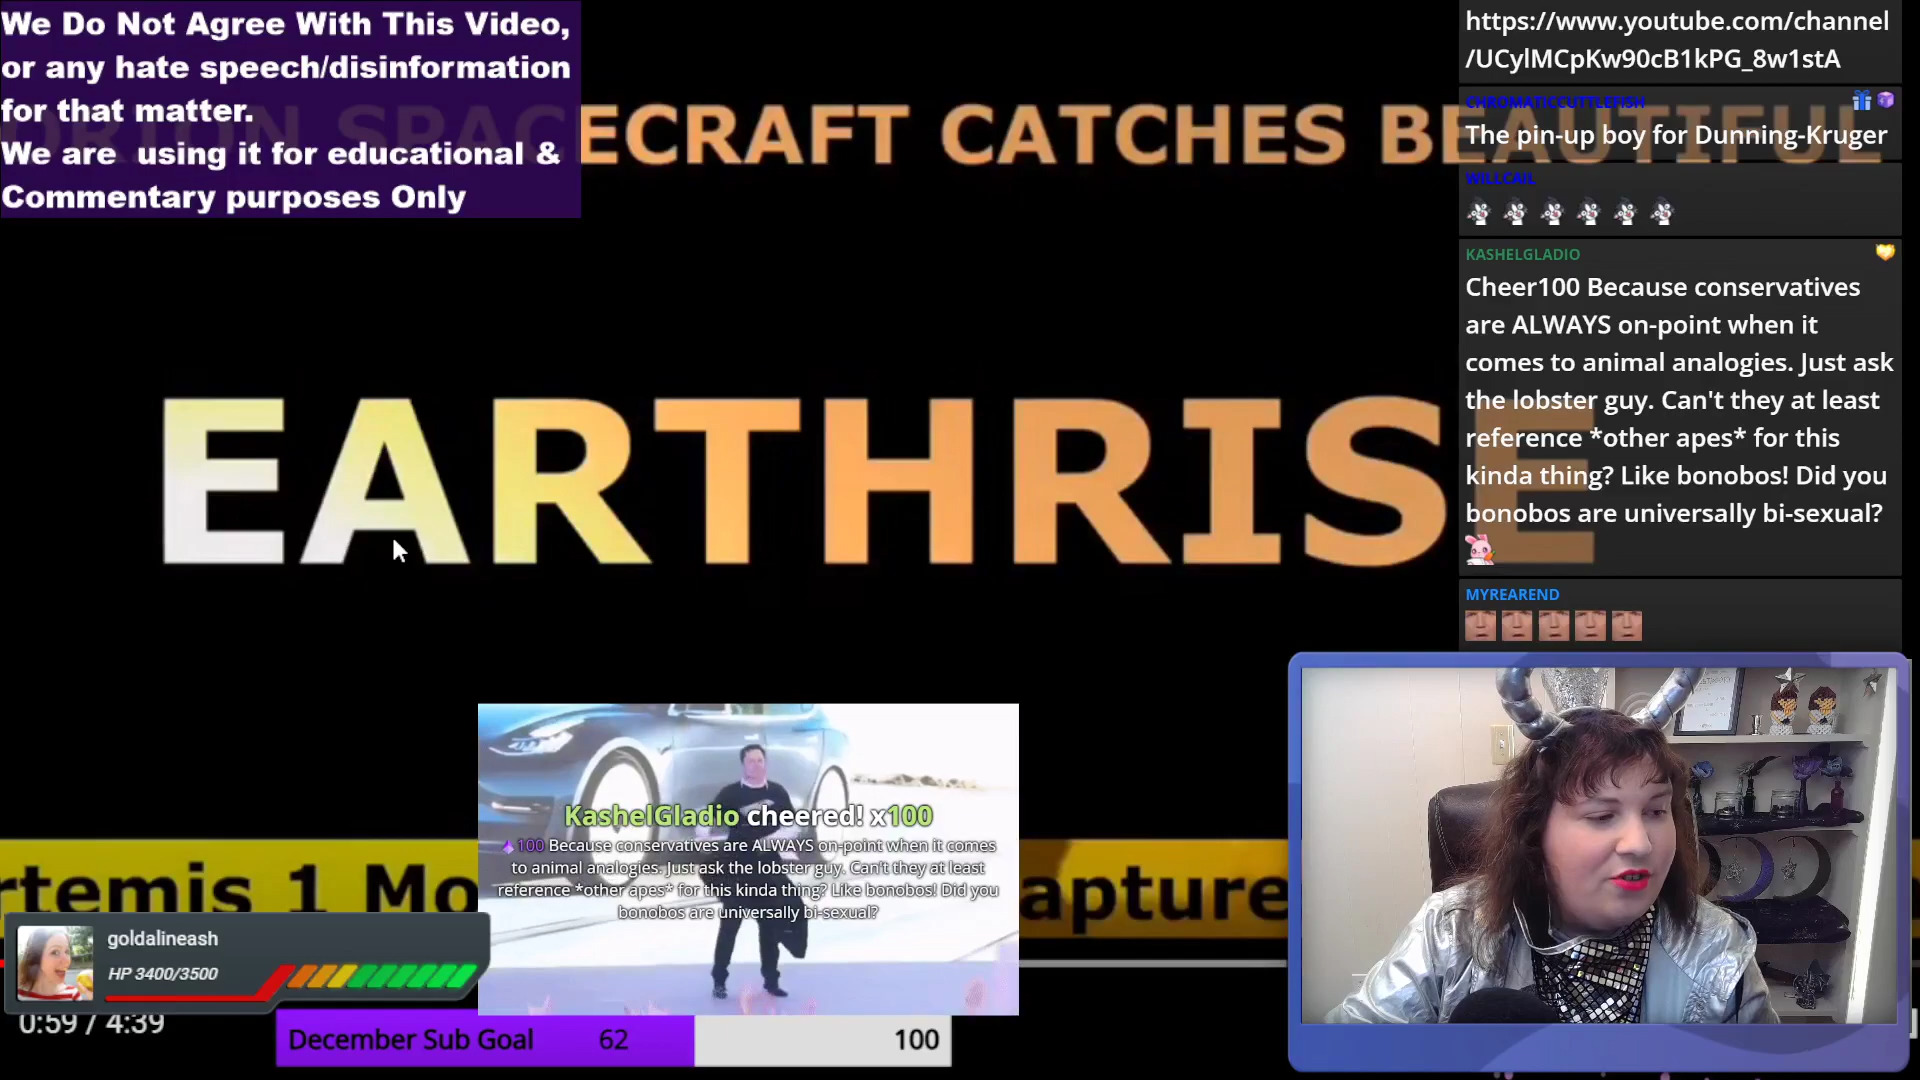 We Do Not Agree With This Video,
or any hate speech/disinformation
for that matter.
We are using it for educational &
Commentary purposes Only
ORION SPACECRAFT CATCHES BEAUTIFUL
EARTHRISE
https://www.youtube.com/channel
/UCylMCpKw90cB1kPG_8w1stA
CHROMATICCUTTLEFISH
The pin-up boy for Dunning-Kruger
WILLCAIL
KASHELGLADIO
Cheer100 Because conservatives
are ALWAYS on-point when it
comes to animal analogies. Just ask
the lobster guy. Can't they at least
reference *other apes* for this
kinda thing? Like bonobos! Did you
bonobos are universally bi-sexual?
MYREAREND
KashelGladio cheered! x100
100 Because conservatives are ALWAYS on-point when it comes
to animal analogies. Just ask the lobster guy. Can't they at least
reference *other apes* for this kinda thing? Like bonobos! Did you
bonobos are universally bi-sexual?
rtemis 1 Mo apture
goldalineash
HP 3400/3500
0:59 / 4:39
December Sub Goal 62 100